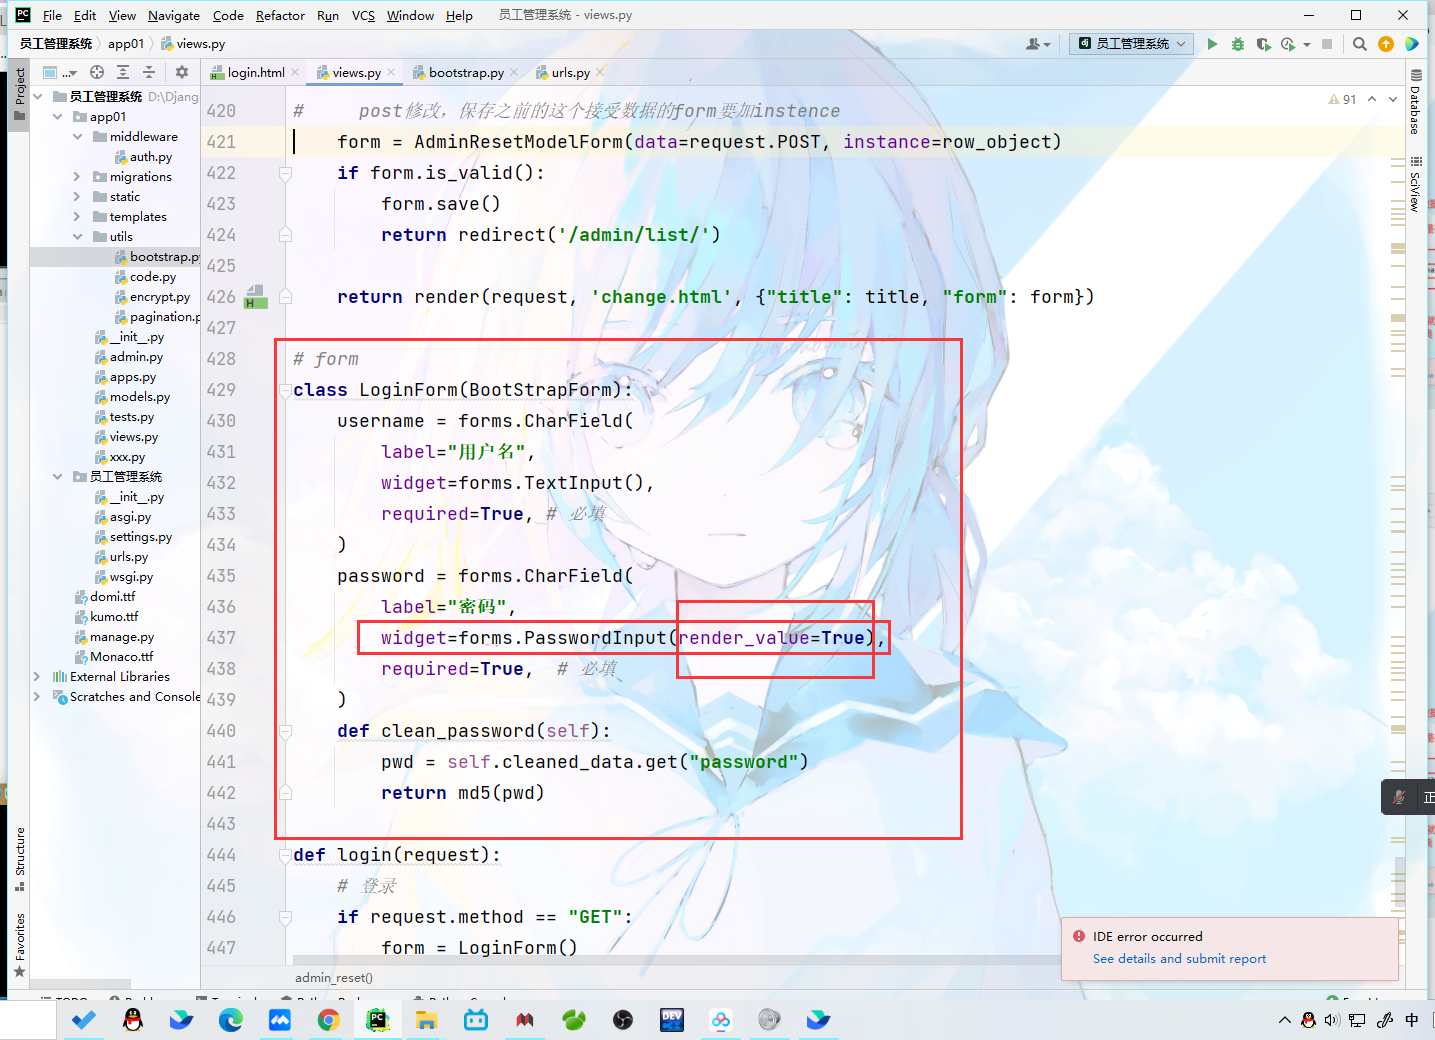 File Edit View Navigate Code Refactor Run VCS Window Help 员工管理系统 - views.py
员工管理系统 app01 views.py
员工管理系统
login.html views.py bootstrap.py urls.py
Project
员工管理系统 D:\Djang
app01
middleware
auth.py
migrations
static
templates
utils
bootstrap.py
code.py
encrypt.py
pagination.p
__init__.py
admin.py
apps.py
models.py
tests.py
views.py
xxx.py
员工管理系统
__init__.py
asgi.py
settings.py
urls.py
wsgi.py
domi.ttf
kumo.ttf
manage.py
Monaco.ttf
External Libraries
Scratches and Console
Structure
Favorites
91
Database
SciView
420 # post修改，保存之前的这个接受数据的form要加instence
421 form = AdminResetModelForm(data=request.POST, instance=row_object)
422 if form.is_valid():
423 form.save()
424 return redirect('/admin/list/')
425
426 return render(request, 'change.html', {"title": title, "form": form})
427
428 # form
429 class LoginForm(BootStrapForm):
430 username = forms.CharField(
431 label="用户名",
432 widget=forms.TextInput(),
433 required=True, # 必填
434 )
435 password = forms.CharField(
436 label="密码",
437 widget=forms.PasswordInput(render_value=True),
438 required=True, # 必填
439 )
440 def clean_password(self):
441 pwd = self.cleaned_data.get("password")
442 return md5(pwd)
443
444 def login(request):
445 # 登录
446 if request.method == "GET":
447 form = LoginForm()
admin_reset()
IDE error occurred
See details and submit report
正
中